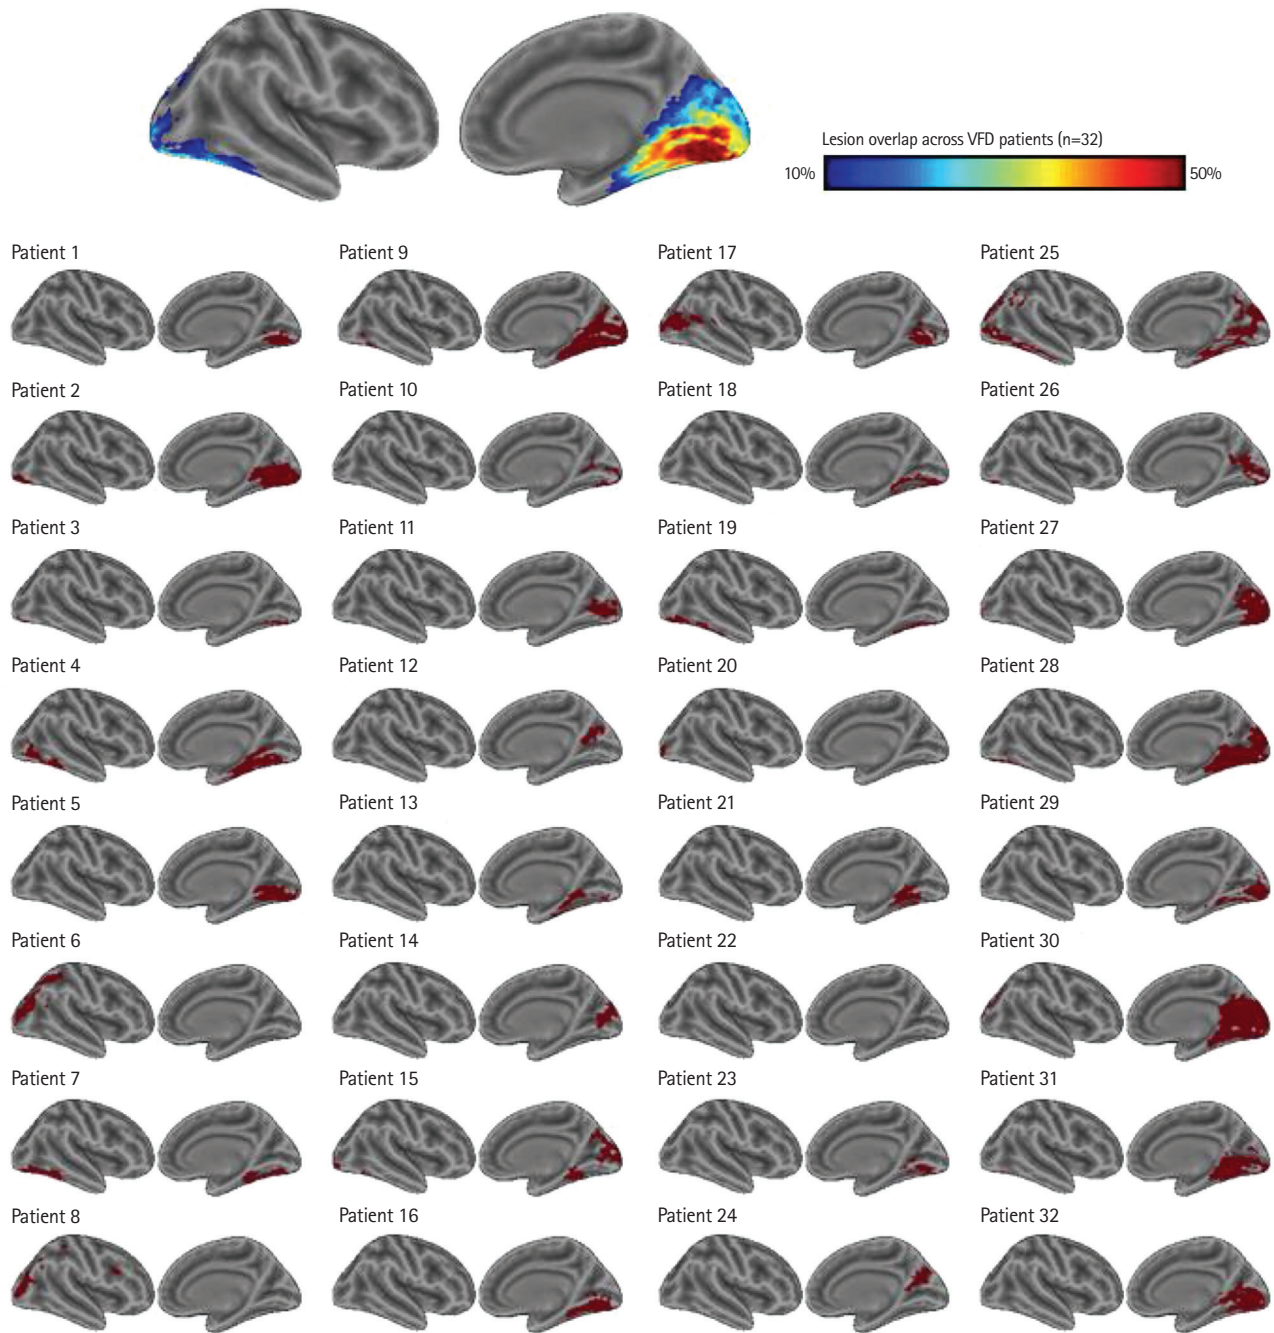 Lesion overlap across VFD patients (n=32)
10% 50%
Patient 1 Patient 9 Patient 17 Patient 25
Patient 2 Patient 10 Patient 18 Patient 26
Patient 3 Patient 11 Patient 19 Patient 27
Patient 4 Patient 12 Patient 20 Patient 28
Patient 5 Patient 13 Patient 21 Patient 29
Patient 6 Patient 14 Patient 22 Patient 30
Patient 7 Patient 15 Patient 23 Patient 31
Patient 8 Patient 16 Patient 24 Patient 32